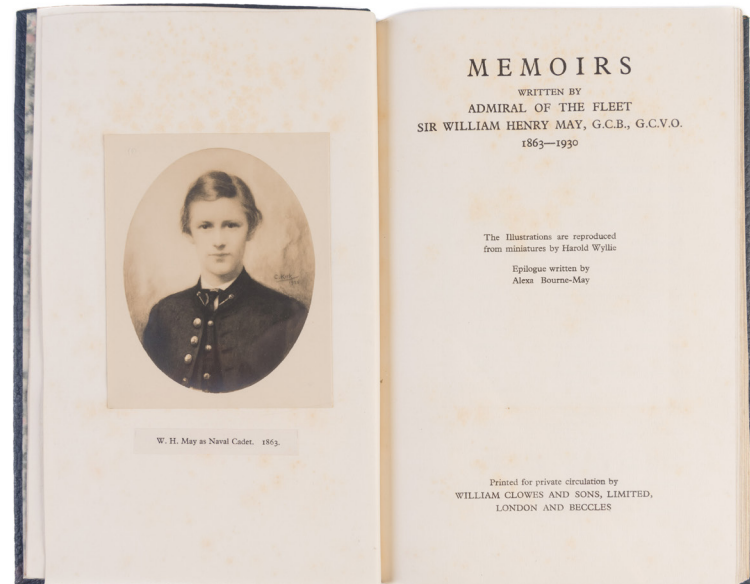 W. H. May as Naval Cadet. 1863.
MEMOIRS
WRITTEN BY
ADMIRAL OF THE FLEET
SIR WILLIAM HENRY MAY, G.C.B., G.C.V.O.
1863—1930
The Illustrations are reproduced
from miniatures by Harold Wyllie
Epilogue written by
Alexa Bourne-May
Printed for private circulation by
WILLIAM CLOWES AND SONS, LIMITED,
LONDON AND BECCLES